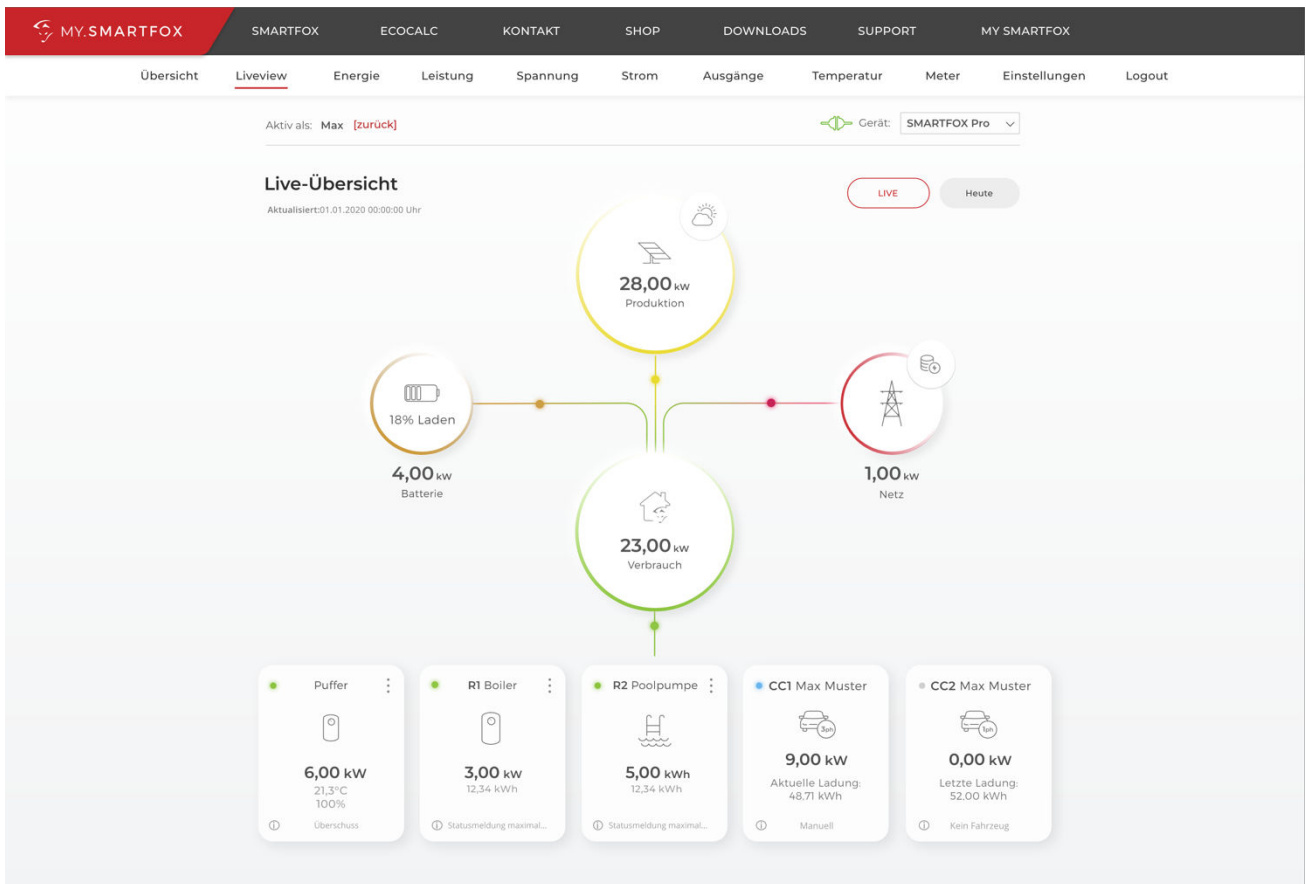 MY.SMARTFOX SMARTFOX ECOCALC KONTAKT SHOP DOWNLOADS SUPPORT MY SMARTFOX
Übersicht Liveview Energie Leistung Spannung Strom Ausgänge Temperatur Meter Einstellungen Logout
Aktiv als: Max [zurück] Gerät: SMARTFOX Pro
Live-Übersicht LIVE Heute
Aktualisiert:01.01.2020 00:00:00 Uhr
28,00 kW
Produktion
18% Laden
4,00 kW
Batterie
1,00 kW
Netz
23,00 kW
Verbrauch
Puffer
6,00 kW
21,3°C
100%
Überschuss
R1 Boiler
3,00 kW
12,34 kWh
Statusmeldung maximal...
R2 Poolpumpe
5,00 kWh
12,34 kWh
Statusmeldung maximal...
CC1 Max Muster
3ph
9,00 kW
Aktuelle Ladung:
48.71 kWh
Manuell
CC2 Max Muster
1ph
0,00 kW
Letzte Ladung:
52.00 kWh
Kein Fahrzeug